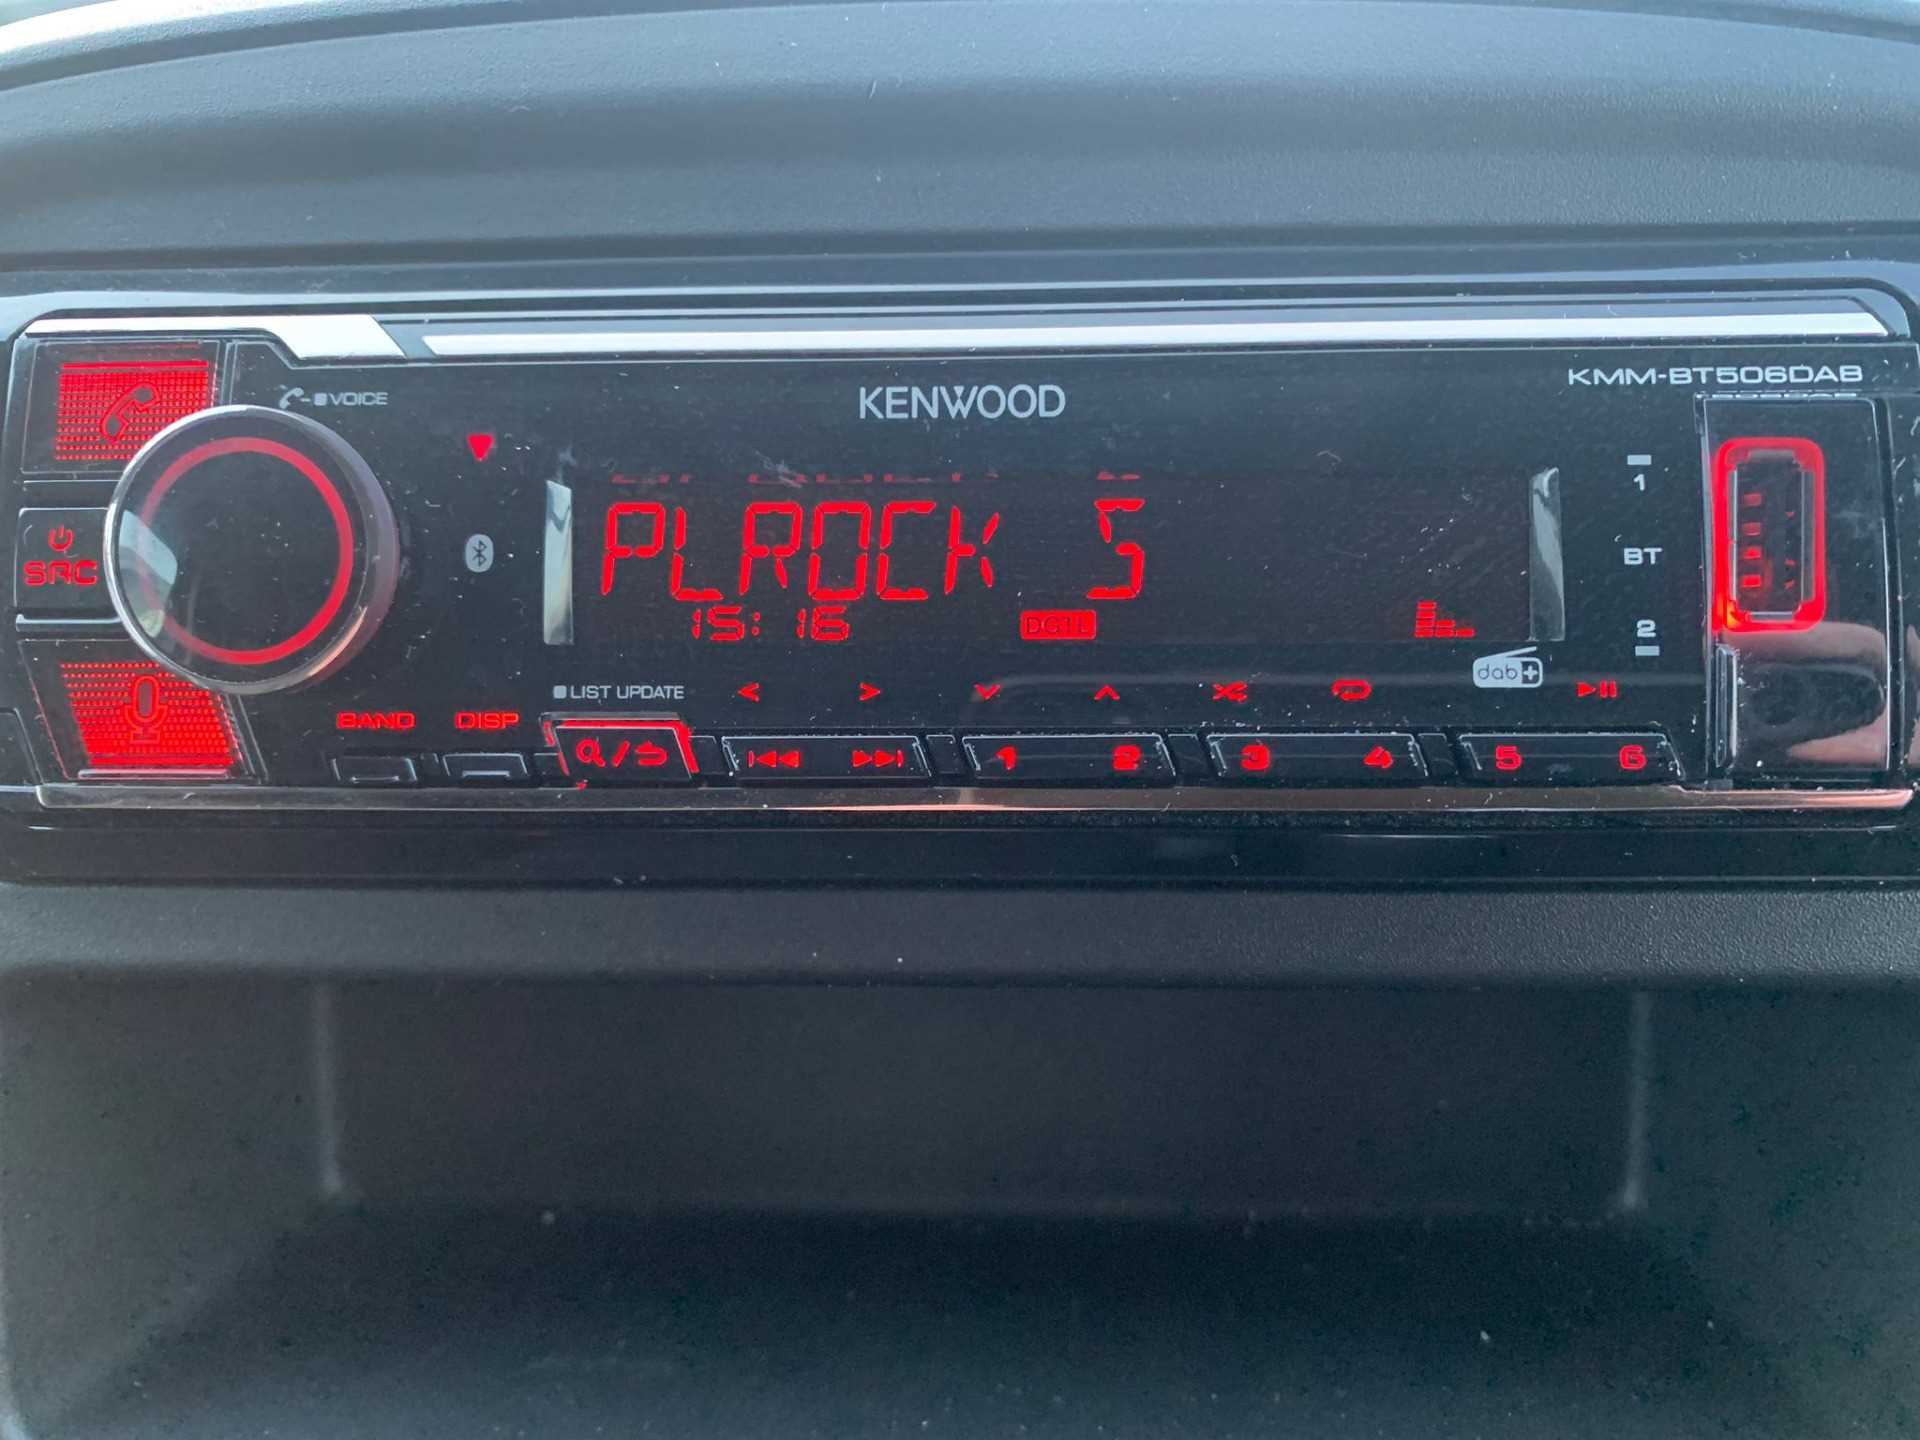 KENWOOD
KMM-BT506DAB
VOICE
1
PLROCK S
BT
SRC
15:16 DGTL
2
dab+
LIST UPDATE
BAND DISP
Q/
1 2 3 4 5 6